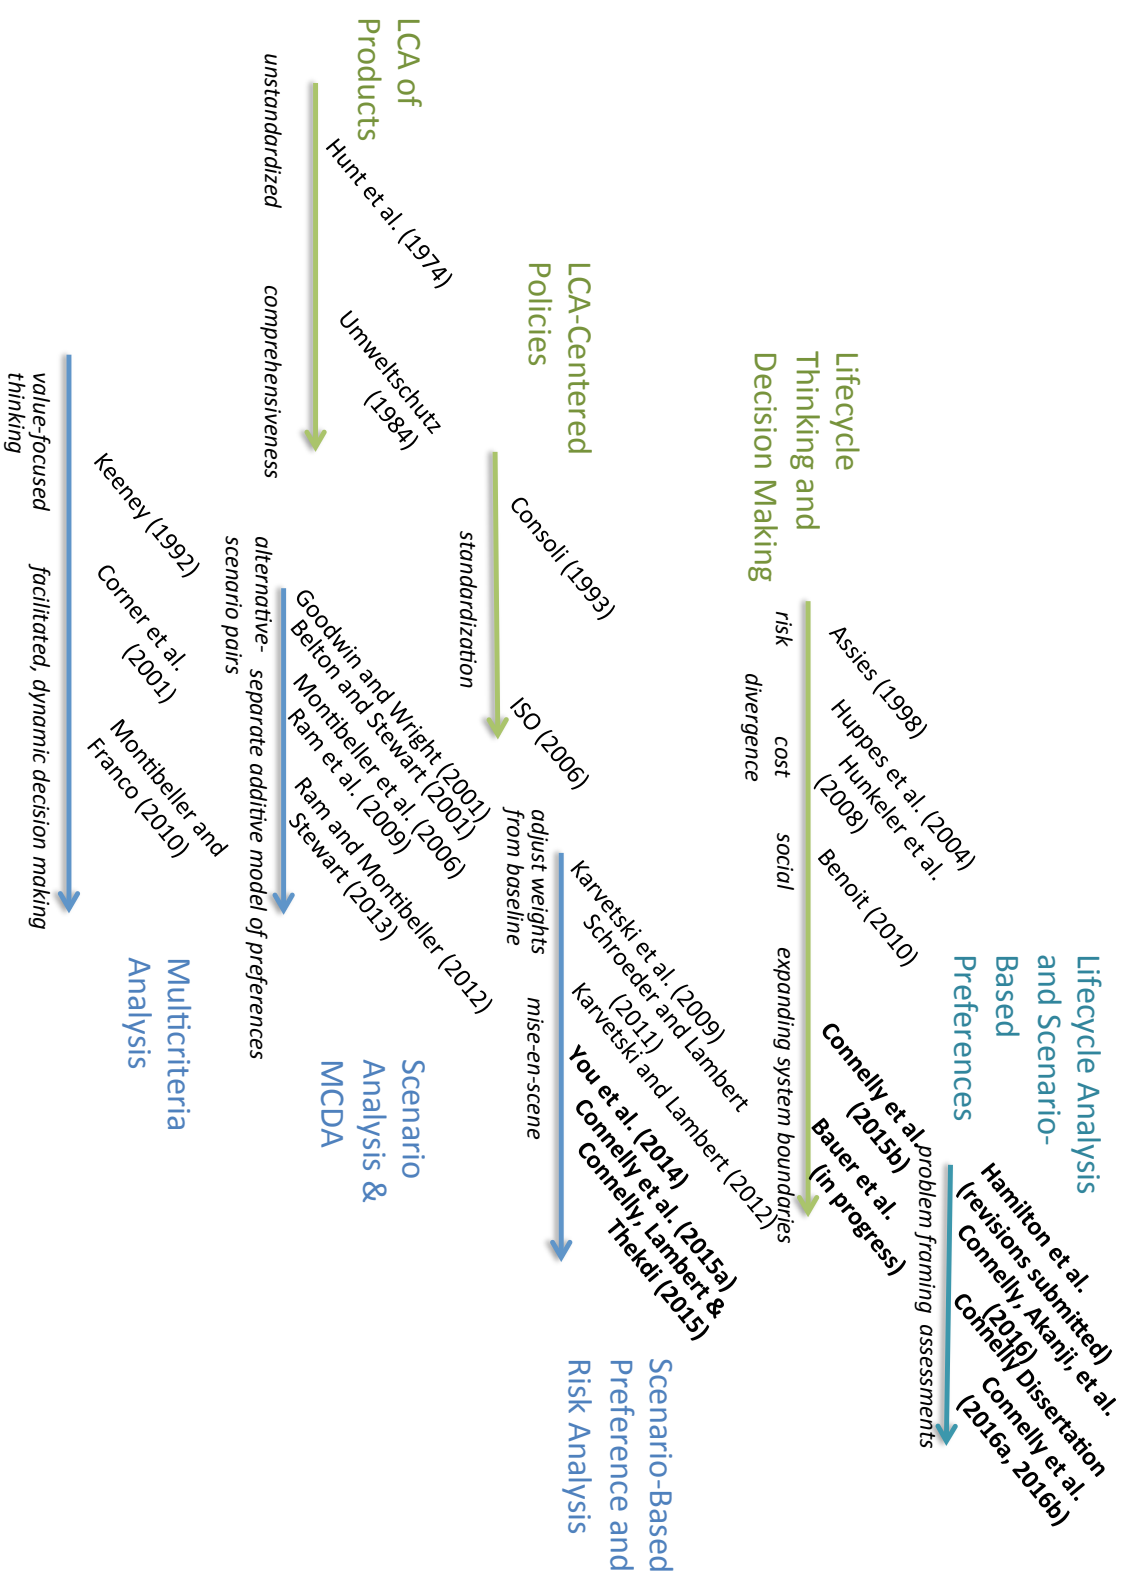 Lifecycle Analysis
and Scenario-
Based
Preferences
Hamilton et al.
(revisions submitted)
Connelly, Akanji, et al.
(2016)
Connelly Dissertation
Connelly et al.
(2016a, 2016b)
problem framing
assessments
Lifecycle
Thinking and
Decision Making
Assies (1998)
Huppes et al. (2004)
Hunkeler et al.
(2008)
Benoit (2010)
Connelly et al.
(2015b)
Bauer et al.
(in progress)
risk
cost
social
expanding system boundaries
divergence
LCA-Centered
Policies
Consoli (1993)
ISO (2006)
standardization
Karvetski et al. (2009)
Schroeder and Lambert
(2011)
Karvetski and Lambert (2012)
You et al. (2014)
Connelly et al. (2015a)
Connelly, Lambert &
Thekdi (2015)
adjust weights
from baseline
mise-en-scene
Scenario-Based
Preference and
Risk Analysis
LCA of
Products
Hunt et al. (1974)
Umweltschutz
(1984)
unstandardized
comprehensiveness
Goodwin and Wright (2001)
Belton and Stewart (2001)
Montibeller et al. (2006)
Ram et al. (2009)
Ram and Montibeller (2012)
Stewart (2013)
alternative-
scenario pairs
separate additive model of preferences
Scenario
Analysis &
MCDA
Keeney (1992)
Corner et al.
(2001)
Montibeller and
Franco (2010)
value-focused
thinking
facilitated, dynamic decision making
Multicriteria
Analysis